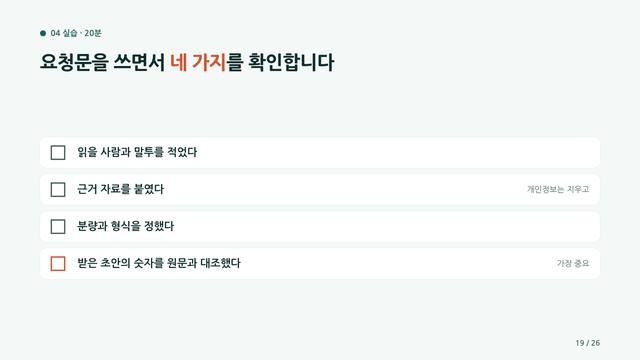 ● 04 실습 · 20분
요청문을 쓰면서 네 가지를 확인합니다
읽을 사람과 말투를 적었다
근거 자료를 붙였다
개인정보는 지우고
분량과 형식을 정했다
받은 초안의 숫자를 원문과 대조했다
가장 중요
19 / 26